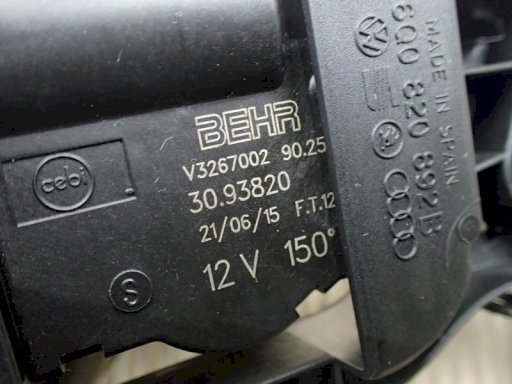 BEHR
V3267002 90.25
30.93820
21/06/15 F.T.12
12 V 150°
cebi
S
MADE IN SPAIN
6Q0 820 892B